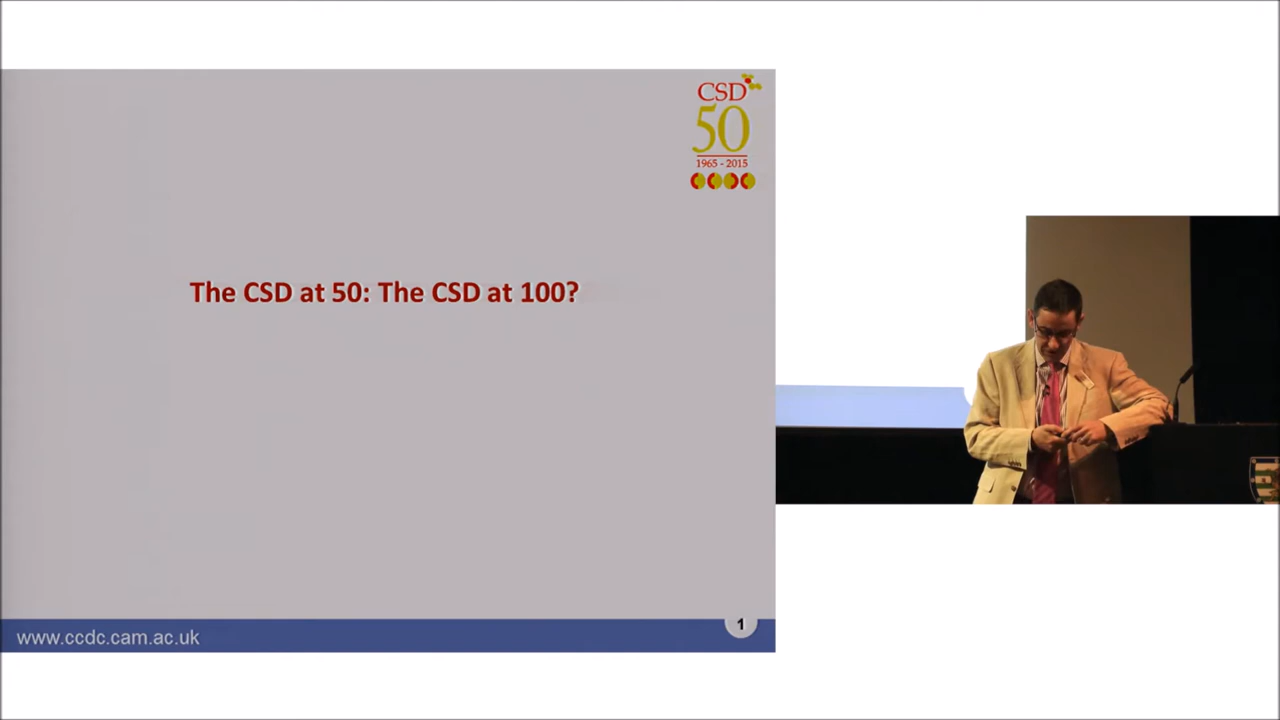 CSD
50
1965 - 2015
The CSD at 50: The CSD at 100?
www.ccdc.cam.ac.uk
1